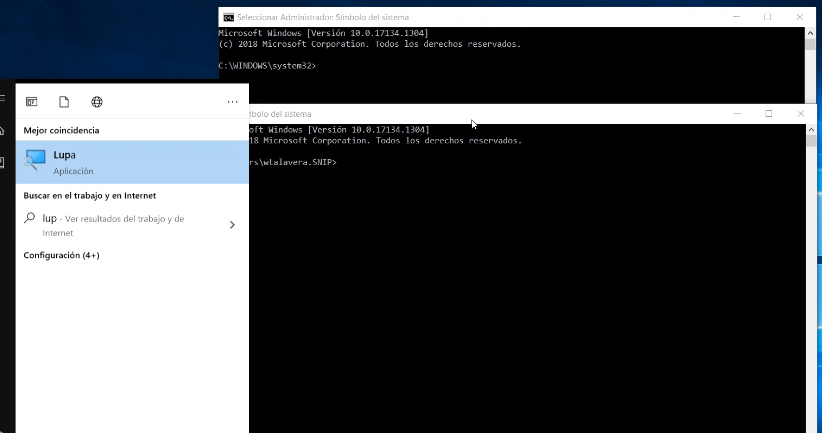 Seleccionar Administrador: Símbolo del sistema
Microsoft Windows [Versión 10.0.17134.1304]
(c) 2018 Microsoft Corporation. Todos los derechos reservados.
C:\WINDOWS\system32>
mbolo del sistema
oft Windows [Versión 10.0.17134.1304]
18 Microsoft Corporation. Todos los derechos reservados.
rs\wtalavera.SNIP>
Mejor coincidencia
Lupa
Aplicación
Buscar en el trabajo y en Internet
lup - Ver resultados del trabajo y de
Internet
Configuración (4+)